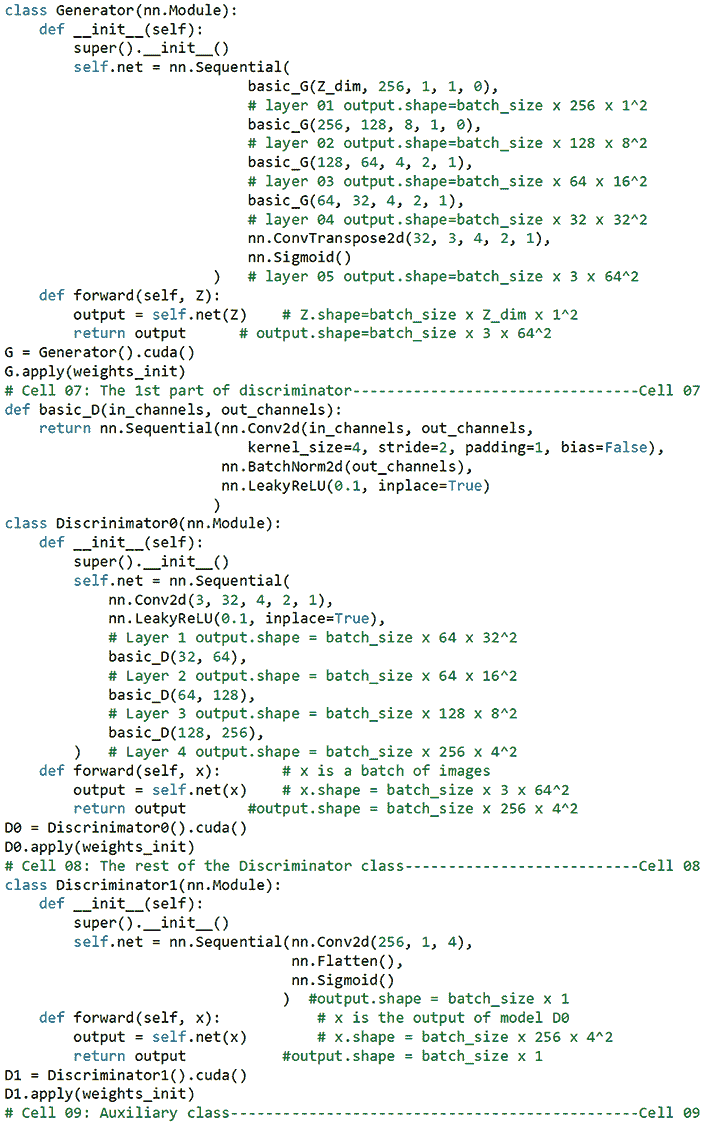 class Generator(nn.Module):
    def __init__(self):
        super().__init__()
        self.net = nn.Sequential(
                            basic_G(Z_dim, 256, 1, 1, 0),
                            # layer 01 output.shape=batch_size x 256 x 1^2
                            basic_G(256, 128, 8, 1, 0),
                            # layer 02 output.shape=batch_size x 128 x 8^2
                            basic_G(128, 64, 4, 2, 1),
                            # layer 03 output.shape=batch_size x 64 x 16^2
                            basic_G(64, 32, 4, 2, 1),
                            # layer 04 output.shape=batch_size x 32 x 32^2
                            nn.ConvTranspose2d(32, 3, 4, 2, 1),
                            nn.Sigmoid()
                        )   # layer 05 output.shape=batch_size x 3 x 64^2
    def forward(self, Z):
        output = self.net(Z)    # Z.shape=batch_size x Z_dim x 1^2
        return output      # output.shape=batch_size x 3 x 64^2
G = Generator().cuda()
G.apply(weights_init)
# Cell 07: The 1st part of discriminator---------------------------------Cell 07
def basic_D(in_channels, out_channels):
    return nn.Sequential(nn.Conv2d(in_channels, out_channels,
                            kernel_size=4, stride=2, padding=1, bias=False),
                         nn.BatchNorm2d(out_channels),
                         nn.LeakyReLU(0.1, inplace=True)
                        )
class Discrinimator0(nn.Module):
    def __init__(self):
        super().__init__()
        self.net = nn.Sequential(
            nn.Conv2d(3, 32, 4, 2, 1),
            nn.LeakyReLU(0.1, inplace=True),
            # Layer 1 output.shape = batch_size x 64 x 32^2
            basic_D(32, 64),
            # Layer 2 output.shape = batch_size x 64 x 16^2
            basic_D(64, 128),
            # Layer 3 output.shape = batch_size x 128 x 8^2
            basic_D(128, 256),
        )   # Layer 4 output.shape = batch_size x 256 x 4^2
    def forward(self, x):       # x is a batch of images
        output = self.net(x)    # x.shape = batch_size x 3 x 64^2
        return output       #output.shape = batch_size x 256 x 4^2
D0 = Discrinimator0().cuda()
D0.apply(weights_init)
# Cell 08: The rest of the Discriminator class---------------------------Cell 08
class Discriminator1(nn.Module):
    def __init__(self):
        super().__init__()
        self.net = nn.Sequential(nn.Conv2d(256, 1, 4),
                                 nn.Flatten(),
                                 nn.Sigmoid()
                                )  #output.shape = batch_size x 1
    def forward(self, x):           # x is the output of model D0
        output = self.net(x)        # x.shape = batch_size x 256 x 4^2
        return output           #output.shape = batch_size x 1
D1 = Discriminator1().cuda()
D1.apply(weights_init)
# Cell 09: Auxiliary class-----------------------------------------------Cell 09